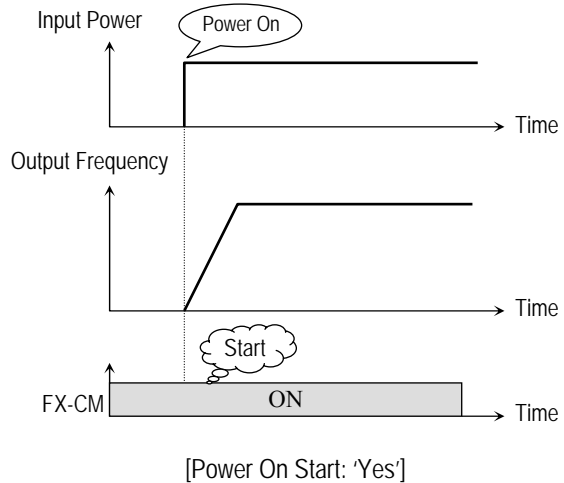 Input Power
Power On
Time
Output Frequency
Time
Start
FX-CM
ON
Time
[Power On Start: ‘Yes’]